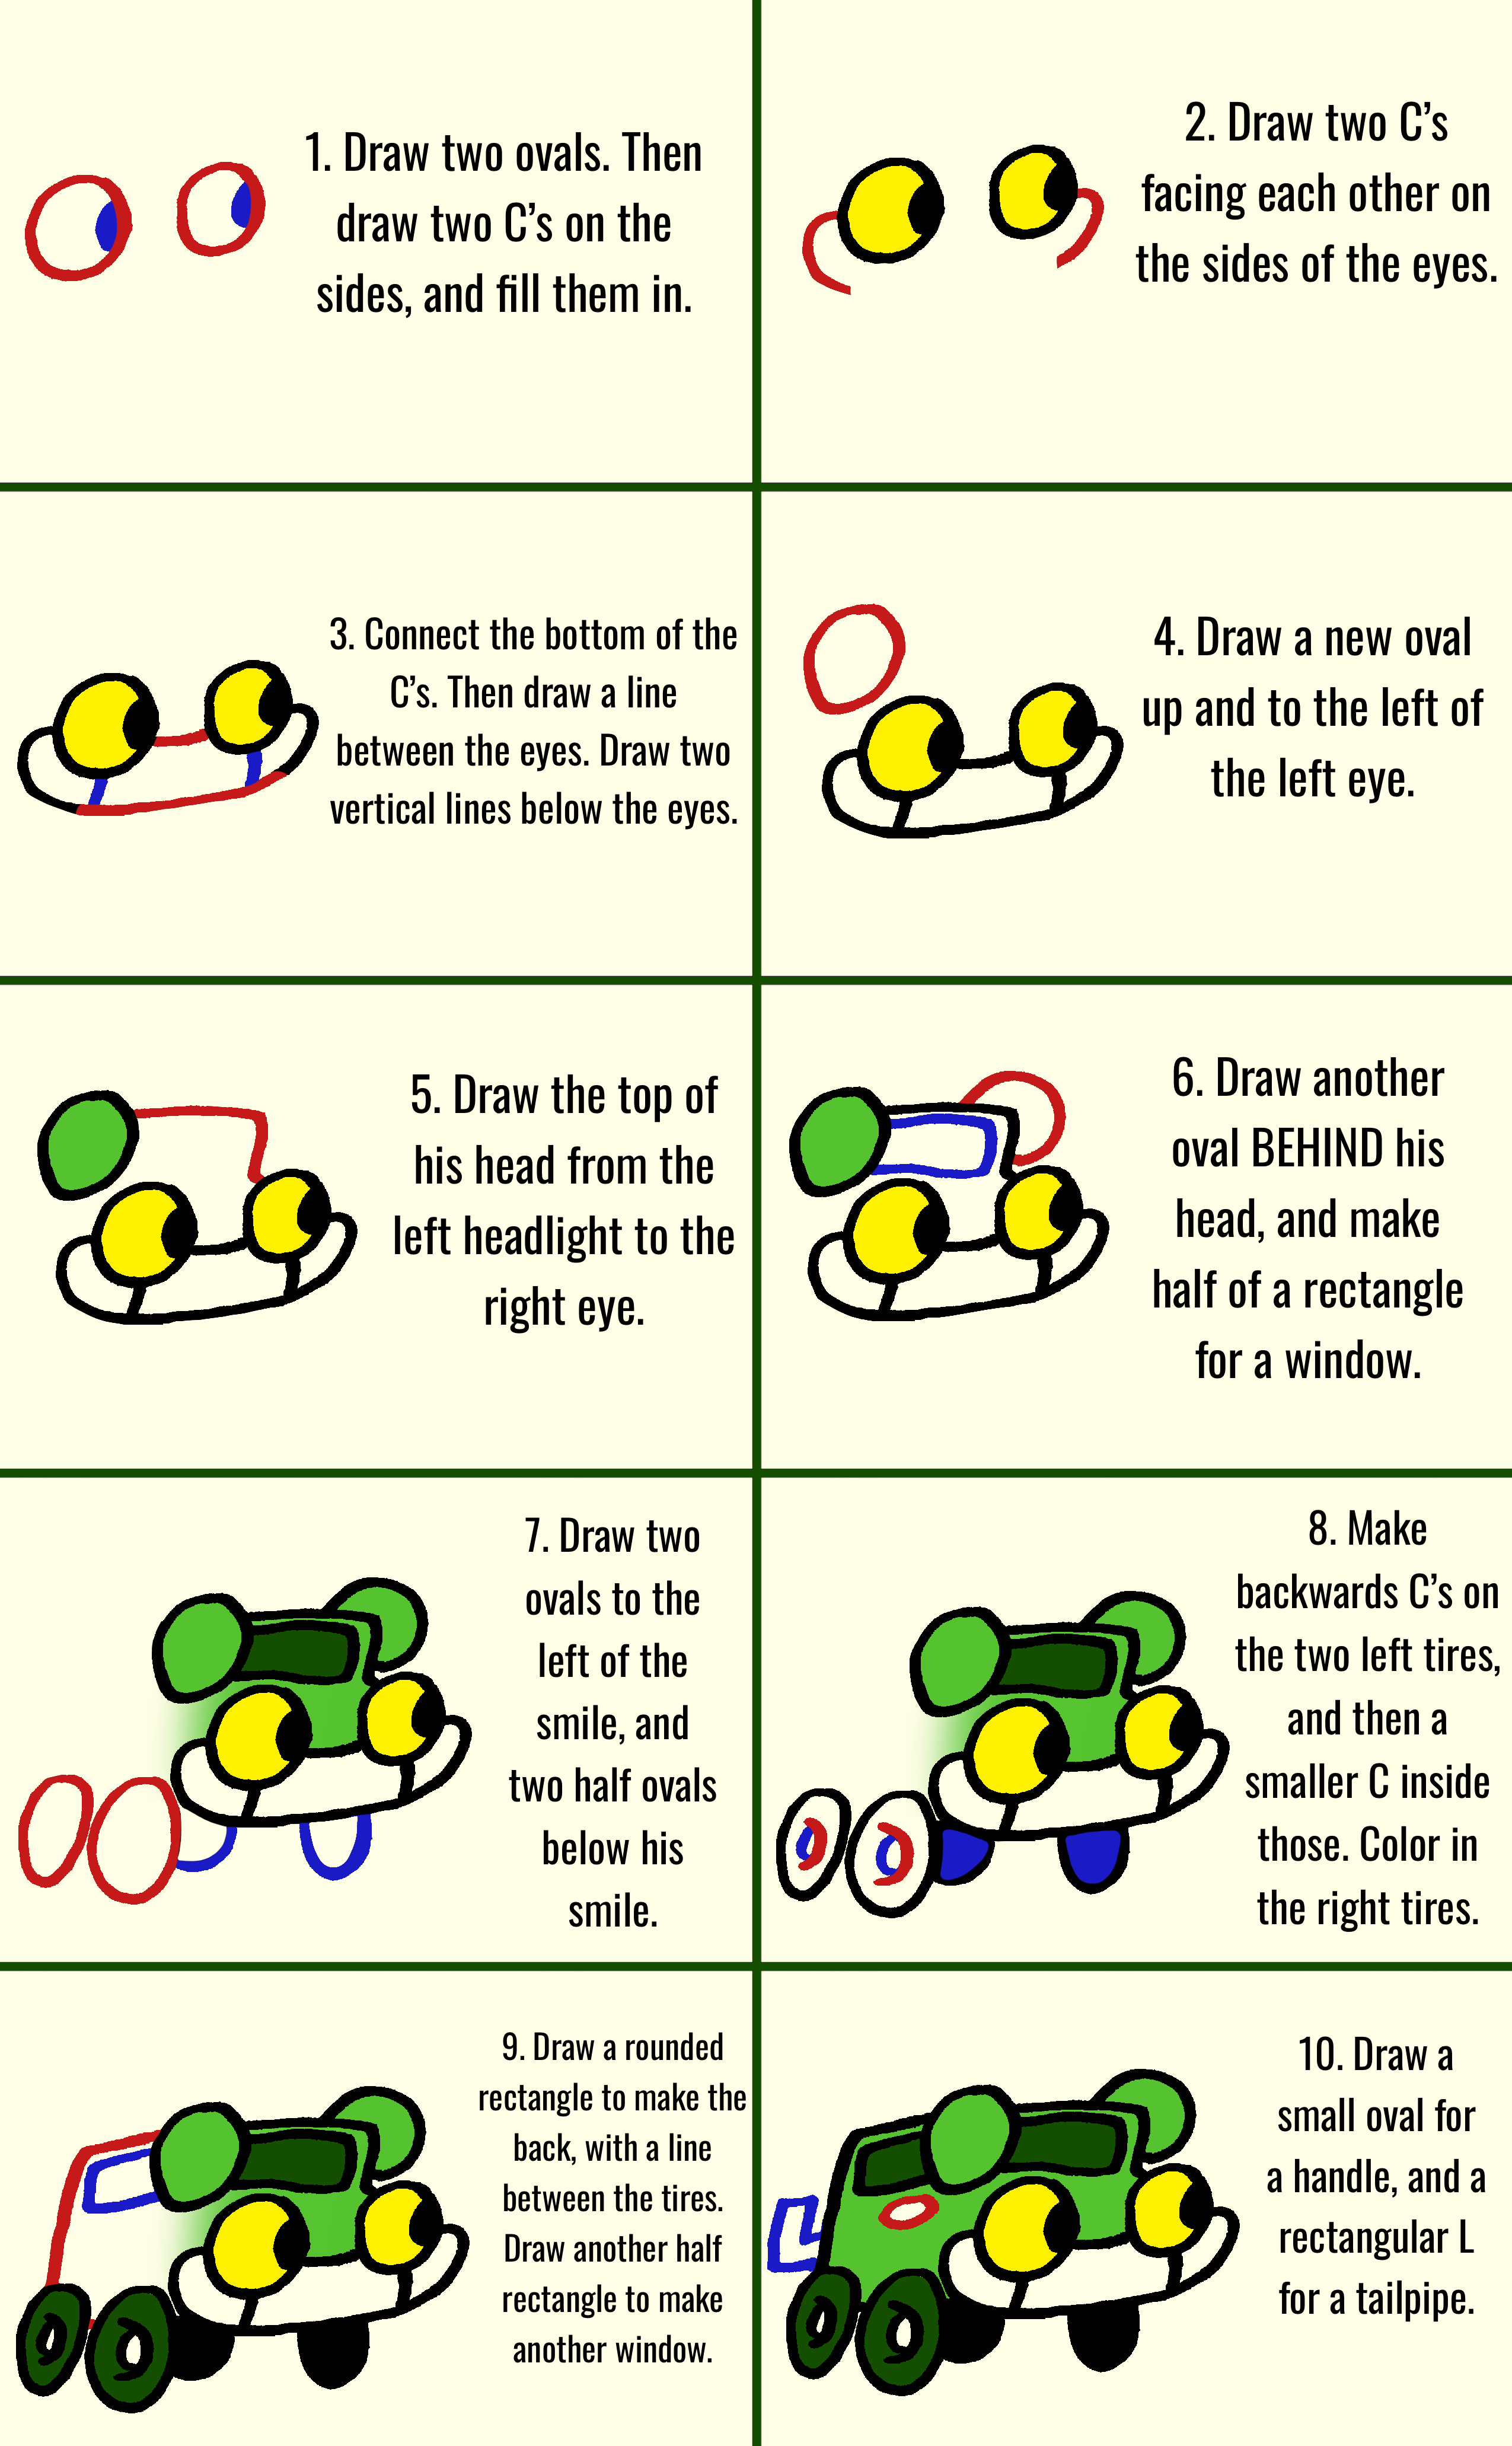 1. Draw two ovals. Then
draw two C’s on the
sides, and fill them in.
2. Draw two C’s
facing each other on
the sides of the eyes.
3. Connect the bottom of the
C’s. Then draw a line
between the eyes. Draw two
vertical lines below the eyes.
4. Draw a new oval
up and to the left of
the left eye.
5. Draw the top of
his head from the
left headlight to the
right eye.
6. Draw another
oval BEHIND his
head, and make
half of a rectangle
for a window.
7. Draw two
ovals to the
left of the
smile, and
two half ovals
below his
smile.
8. Make
backwards C’s on
the two left tires,
and then a
smaller C inside
those. Color in
the right tires.
9. Draw a rounded
rectangle to make the
back, with a line
between the tires.
Draw another half
rectangle to make
another window.
10. Draw a
small oval for
a handle, and a
rectangular L
for a tailpipe.